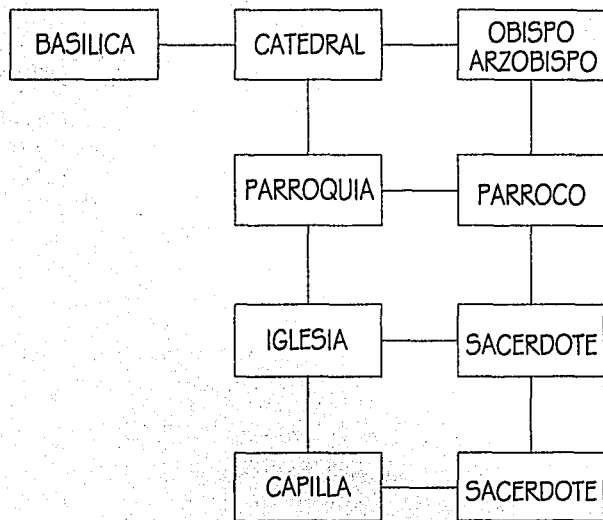 BASILICA
CATEDRAL
OBISPO
ARZOBISPO
PARROQUIA
PARROCO
IGLESIA
SACERDOTE
CAPILLA
SACERDOTE